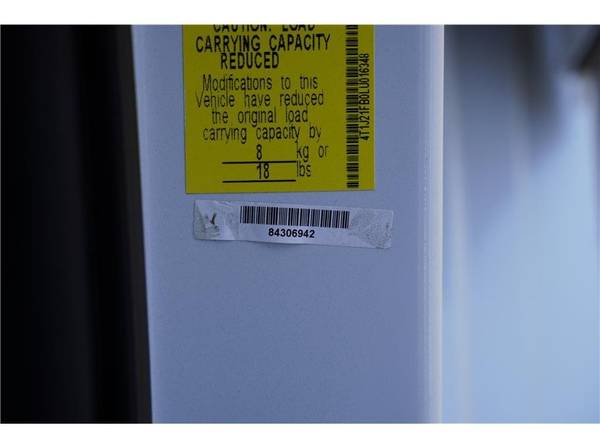 CAUTION: LOAD
CARRYING CAPACITY
REDUCED
Modifications to this
Vehicle have reduced
the original load
carrying capacity by
8 kg or
18 lbs
4T1J21FB0LU016348
84306942